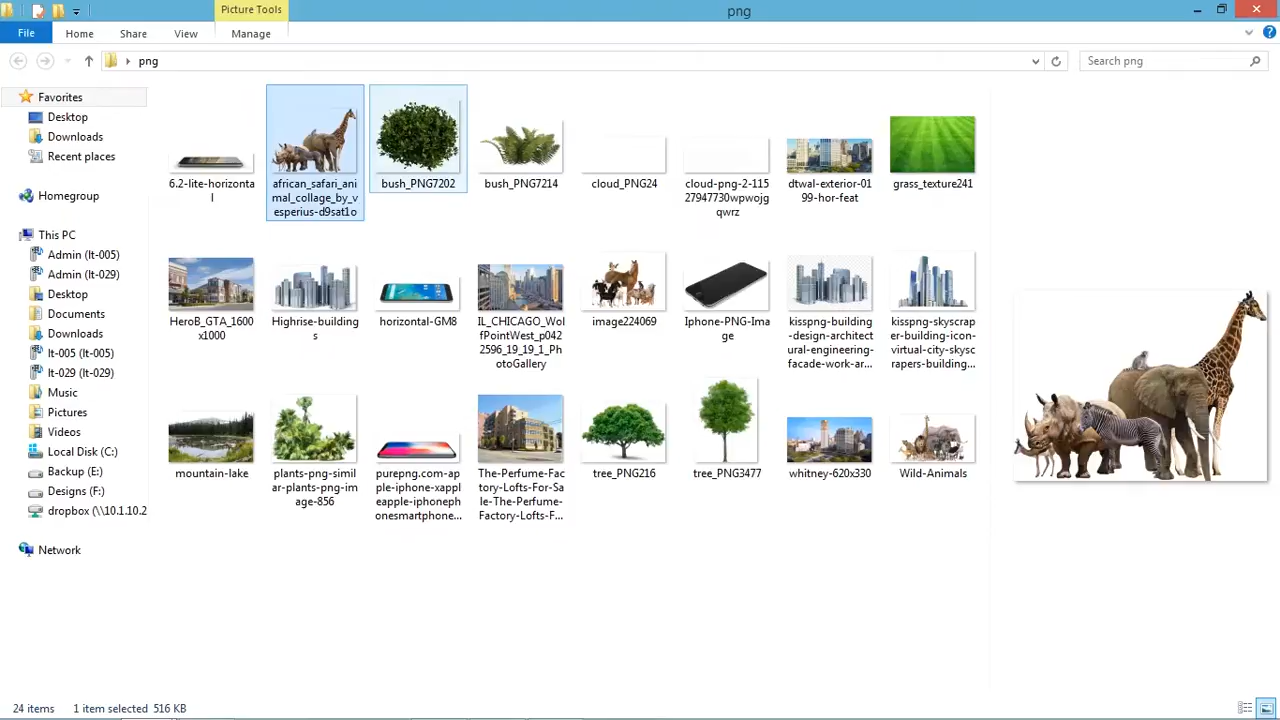 Picture Tools
png
File
Home
Share
View
Manage
png
Search png
Favorites
Desktop
Downloads
Recent places
Homegroup
This PC
Admin (lt-005)
Admin (lt-029)
Desktop
Documents
Downloads
lt-005 (lt-005)
lt-029 (lt-029)
Music
Pictures
Videos
Local Disk (C:)
Backup (E:)
Designs (F:)
dropbox (\\10.1.10.2
Network
6.2-lite-horizonta
l
african_safari_ani
mal_collage_by_v
esperius-d9sat1o
bush_PNG7202
bush_PNG7214
cloud_PNG24
cloud-png-2-115
27947730wpwojg
qwrz
dtwal-exterior-01
99-hor-feat
grass_texture241
HeroB_GTA_1600
x1000
Highrise-building
s
horizontal-GM8
IL_CHICAGO_Wol
fPointWest_p042
2596_19_19_1_Ph
otoGallery
image224069
Iphone-PNG-Ima
ge
kisspng-building
-design-architect
ural-engineering-
facade-work-ar...
kisspng-skyscrap
er-building-icon-
virtual-city-skysc
rapers-building...
mountain-lake
plants-png-simil
ar-plants-png-im
age-856
purepng.com-ap
ple-iphone-xapple
eapple-iphoneph
onesmartphone...
The-Perfume-Fac
tory-Lofts-For-Sa
le-The-Perfume-
Factory-Lofts-F...
tree_PNG216
tree_PNG3477
whitney-620x330
Wild-Animals
24 items
1 item selected 516 KB